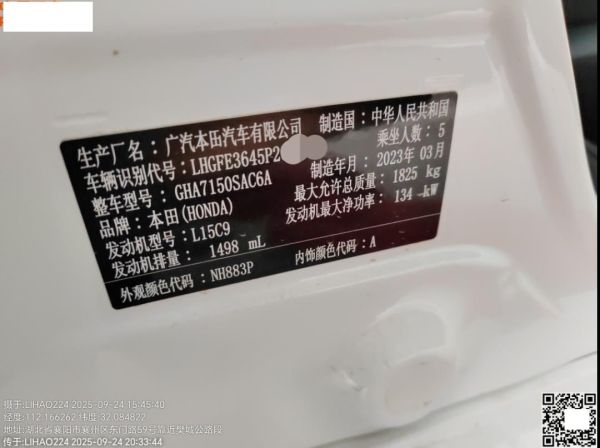 生产厂名：广汽本田汽车有限公司 制造国：中华人民共和国
车辆识别代号：LHGFE3645P2 乘坐人数：5
整车型号：GHA7150SAC6A 制造年月：2023年03月
品牌：本田(HONDA) 最大允许总质量：1825 kg
发动机型号：L15C9 发动机最大净功率：134 kW
发动机排量：1498 mL
外观颜色代码：NH883P 内饰颜色代码：A
摄于:LIHAO224 2025-09-24 15:45:40
经度:112.166262 纬度:32.084822
地址:湖北省襄阳市襄州区东门路59号靠近樊城公路段
传于:LIHAO224 2025-09-24 20:33:44